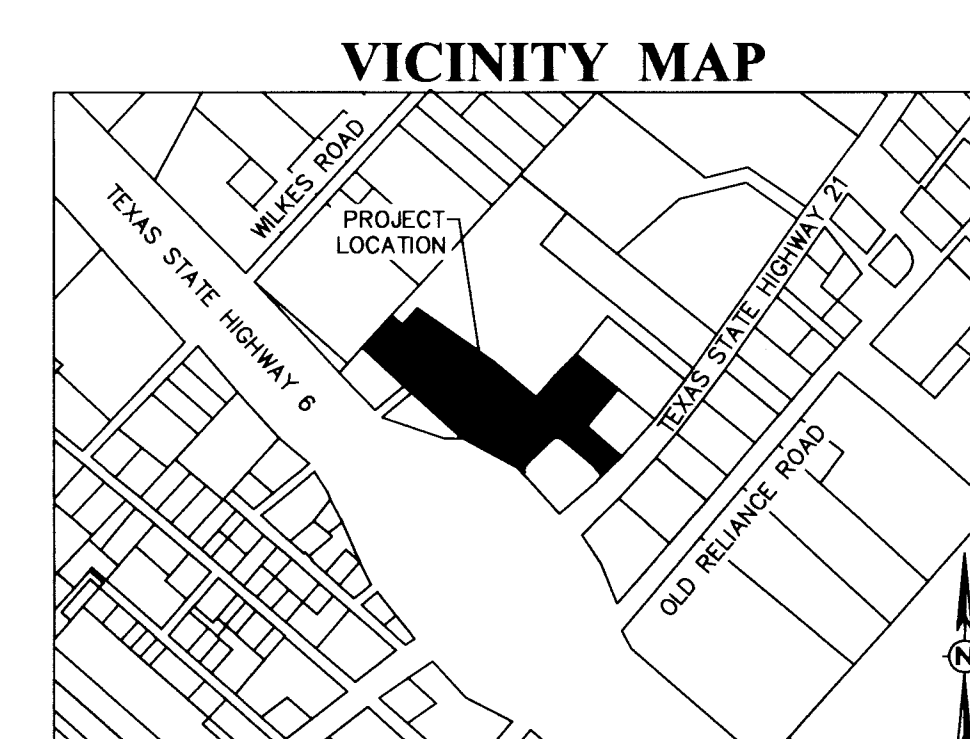 VICINITY MAP
WILKES ROAD
PROJECT
LOCATION
TEXAS STATE HIGHWAY 21
TEXAS STATE HIGHWAY 6
OLD RELIANCE ROAD
N